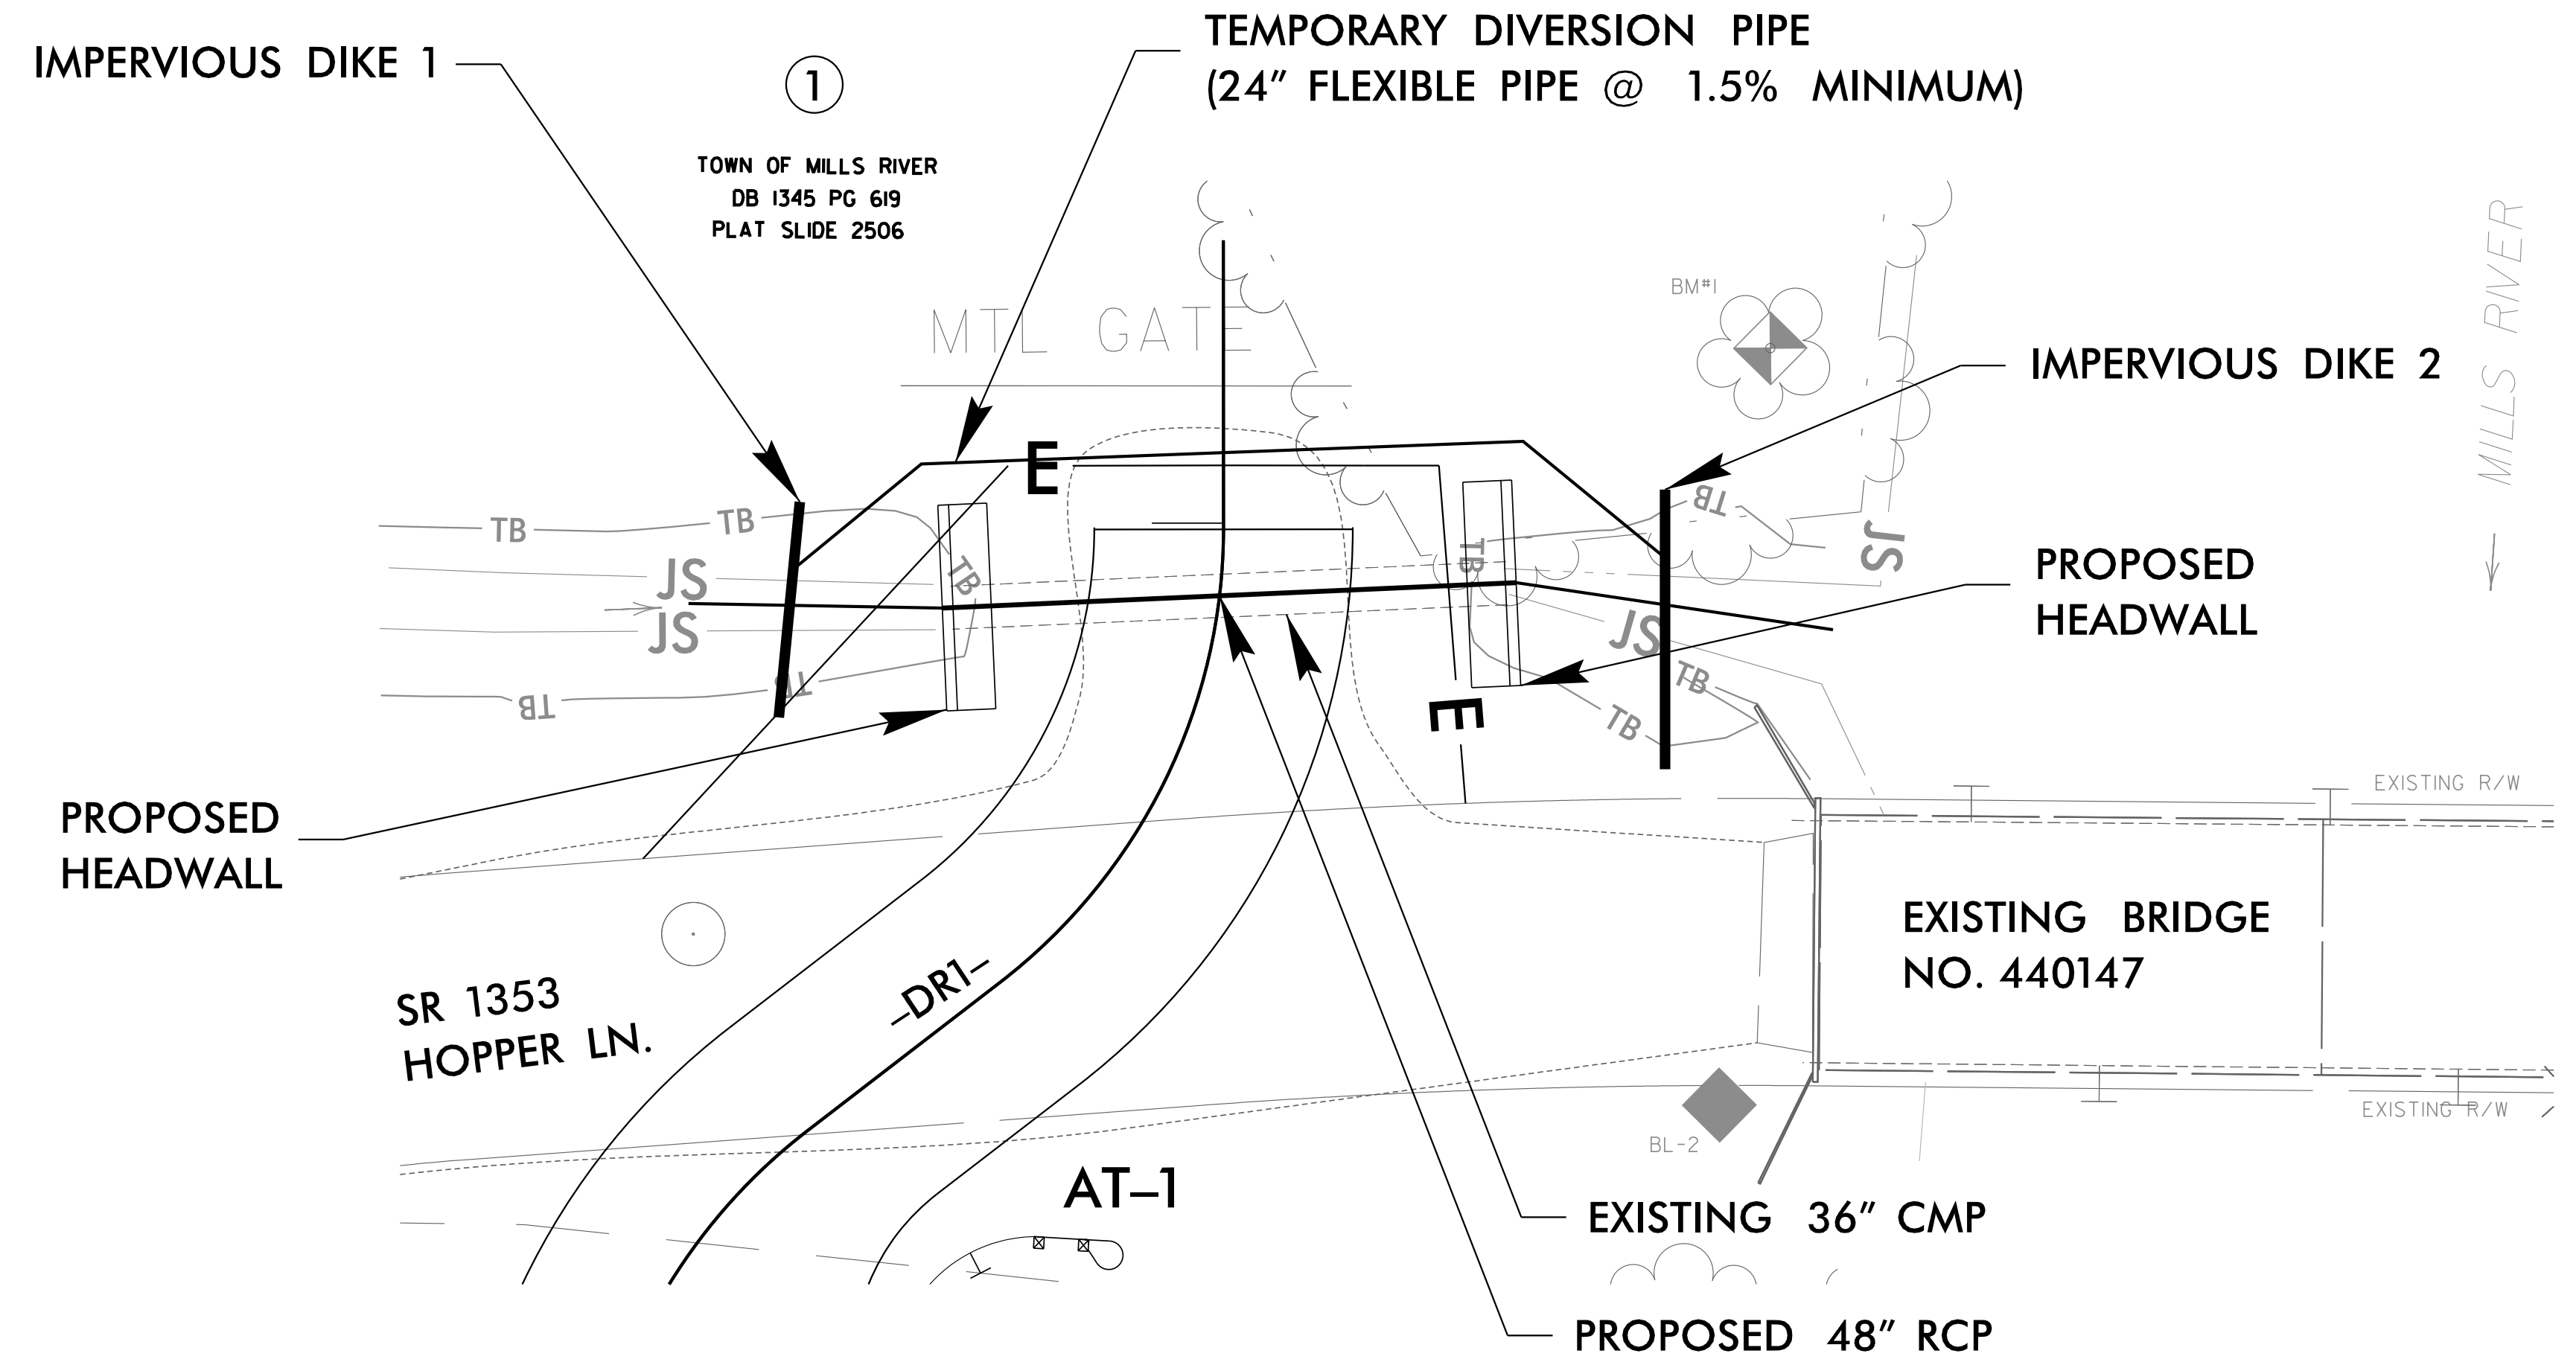 IMPERVIOUS DIKE 1
1
TEMPORARY DIVERSION PIPE
(24" FLEXIBLE PIPE @ 1.5% MINIMUM)
TOWN OF MILLS RIVER
DB 1345 PG 619
PLAT SLIDE 2506
MTL GATE
BM#1
MILLS RIVER
IMPERVIOUS DIKE 2
E
TB
TB
TB
TB
TB
JS
JS
JS
JS
TB
TB
TB
TB
E
PROPOSED
HEADWALL
PROPOSED
HEADWALL
EXISTING R/W
EXISTING BRIDGE
NO. 440147
SR 1353
HOPPER LN.
–DR1–
EXISTING R/W
BL-2
AT–1
EXISTING 36" CMP
PROPOSED 48" RCP